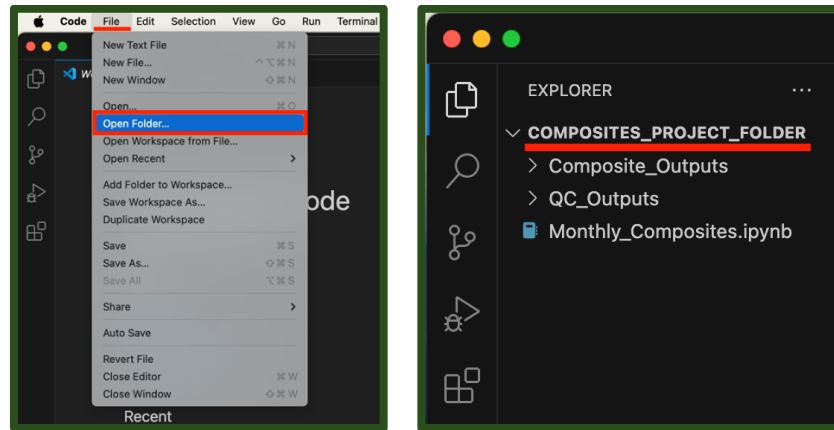 Code File Edit Selection View Go Run Terminal
New Text File ⌘ N
New File... ^⌥⌘ N
New Window ⇧⌘ N
Open... ⌘ O
Open Folder...
Open Workspace from File...
Open Recent
Add Folder to Workspace...
Save Workspace As...
Duplicate Workspace
ode
Save ⌘ S
Save As... ⇧⌘ S
Save All ⌥⌘ S
Share
Auto Save
Revert File
Close Editor ⌘ W
Close Window ⇧⌘ W
Recent
EXPLORER ...
COMPOSITES_PROJECT_FOLDER
Composite_Outputs
QC_Outputs
Monthly_Composites.ipynb